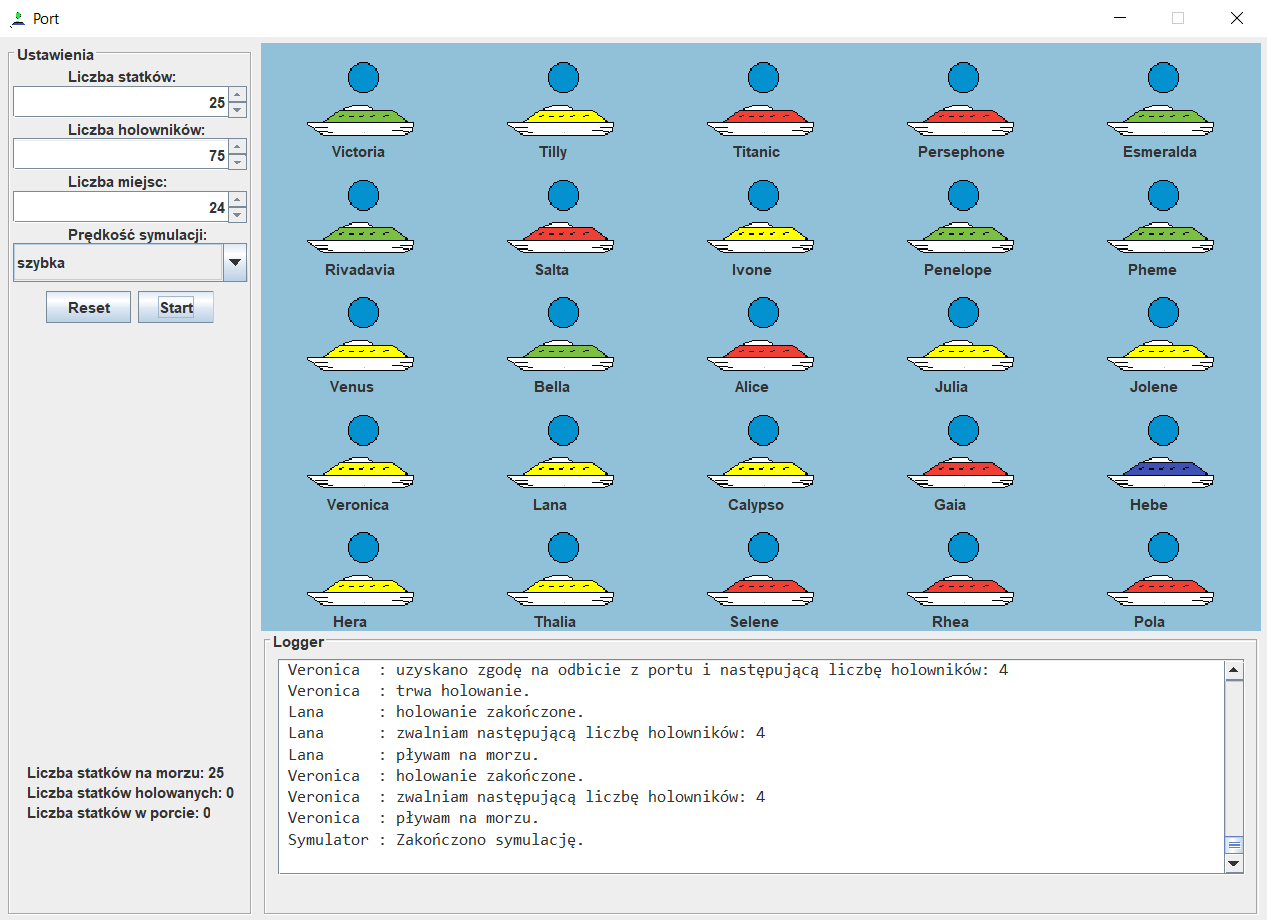 Port
Ustawienia
Liczba statków:
25
Liczba holowników:
75
Liczba miejsc:
24
Prędkość symulacji:
szybka
Reset Start
Liczba statków na morzu: 25
Liczba statków holowanych: 0
Liczba statków w porcie: 0
Victoria Tilly Titanic Persephone Esmeralda
Rivadavia Salta Ivone Penelope Pheme
Venus Bella Alice Julia Jolene
Veronica Lana Calypso Gaia Hebe
Hera Thalia Selene Rhea Pola
Logger
Veronica : uzyskano zgodę na odbicie z portu i następującą liczbę holowników: 4
Veronica : trwa holowanie.
Lana : holowanie zakończone.
Lana : zwalniam następującą liczbę holowników: 4
Lana : pływam na morzu.
Veronica : holowanie zakończone.
Veronica : zwalniam następującą liczbę holowników: 4
Veronica : pływam na morzu.
Symulator : Zakończono symulację.